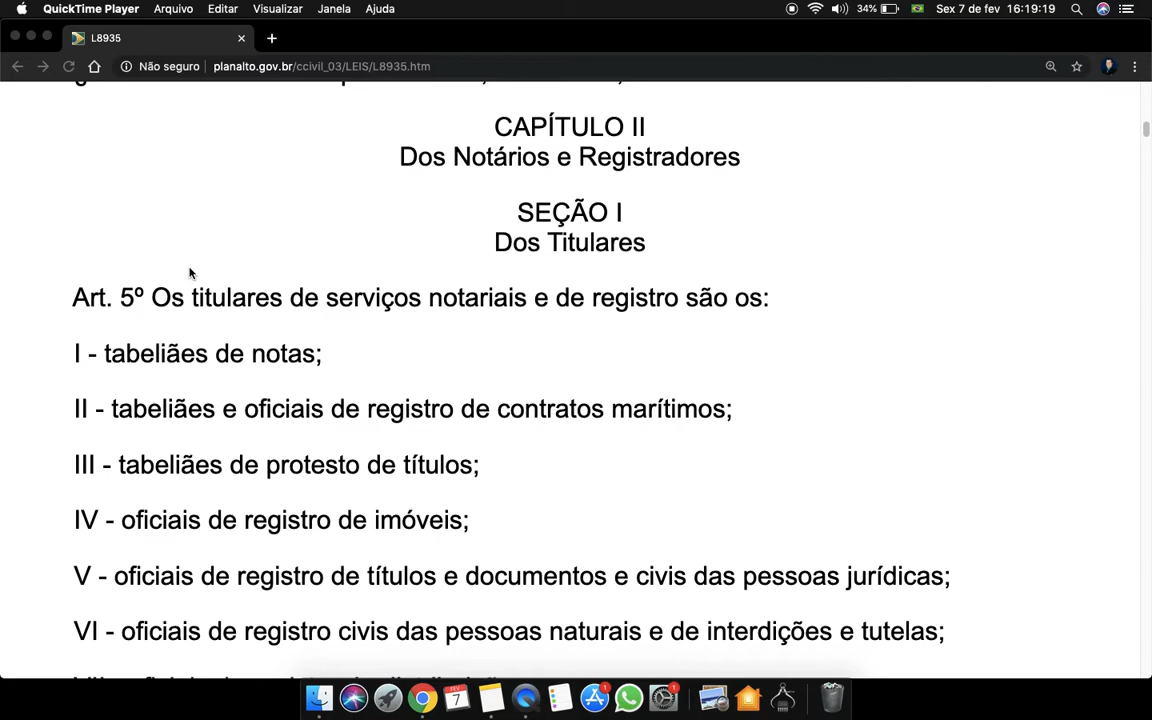 QuickTime Player Arquivo Editar Visualizar Janela Ajuda 34% Sex 7 de fev 16:19:19
L8935
Não seguro planalto.gov.br/ccivil_03/LEIS/L8935.htm
CAPÍTULO II
Dos Notários e Registradores
SEÇÃO I
Dos Titulares
Art. 5º Os titulares de serviços notariais e de registro são os:
I - tabeliães de notas;
II - tabeliães e oficiais de registro de contratos marítimos;
III - tabeliães de protesto de títulos;
IV - oficiais de registro de imóveis;
V - oficiais de registro de títulos e documentos e civis das pessoas jurídicas;
VI - oficiais de registro civis das pessoas naturais e de interdições e tutelas;
FEV
7 1 1